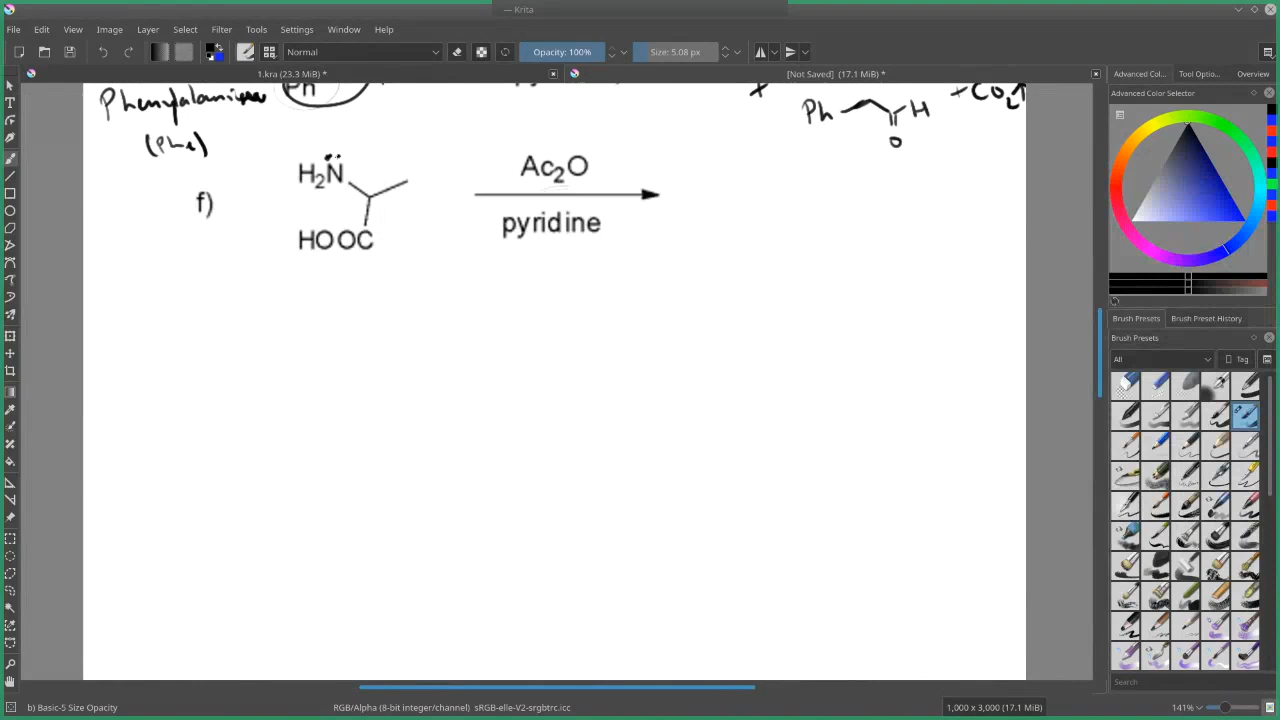 — Krita
File Edit View Image Layer Select Filter Tools Settings Window Help
Normal Opacity: 100% Size: 5.08 px
1.kra (23.3 MiB) * [Not Saved] (17.1 MiB) *
Advanced Col... Tool Optio... Overview
Advanced Color Selector
Ph
+ Ph H O + CO2↑
(Phe)
f) H2N HOOC
Ac2O
pyridine
Brush Presets Brush Preset History
Brush Presets
All Tag
Search
b) Basic-5 Size Opacity RGB/Alpha (8-bit integer/channel) sRGB-elle-V2-srgbtrc.icc 1,000 x 3,000 (17.1 MiB) 141%